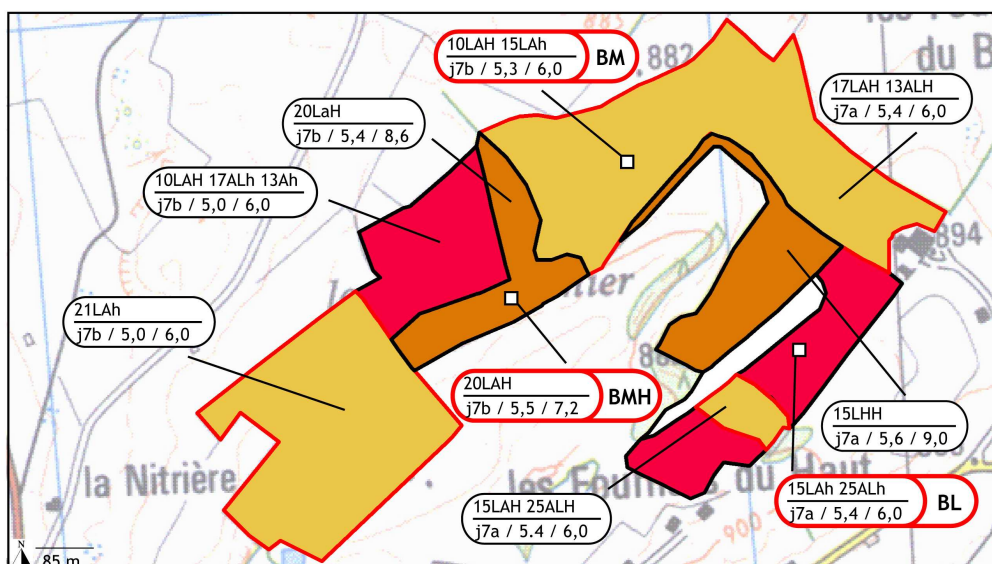 du B
882
10LAH 15LAh
j7b / 5,3 / 6,0
BM
17LAH 13ALH
j7a / 5,4 / 6,0
20LaH
j7b / 5,4 / 8,6
10LAH 17ALh 13Ah
j7b / 5,0 / 6,0
894
21LAh
j7b / 5,0 / 6,0
20LAH
j7b / 5,5 / 7,2
BMH
15LHH
j7a / 5,6 / 9,0
la Nitrière
du Haut
15LAH 25ALH
j7a / 5.4 / 6,0
15LAh 25ALh
j7a / 5,4 / 6,0
BL
900
N
85 m